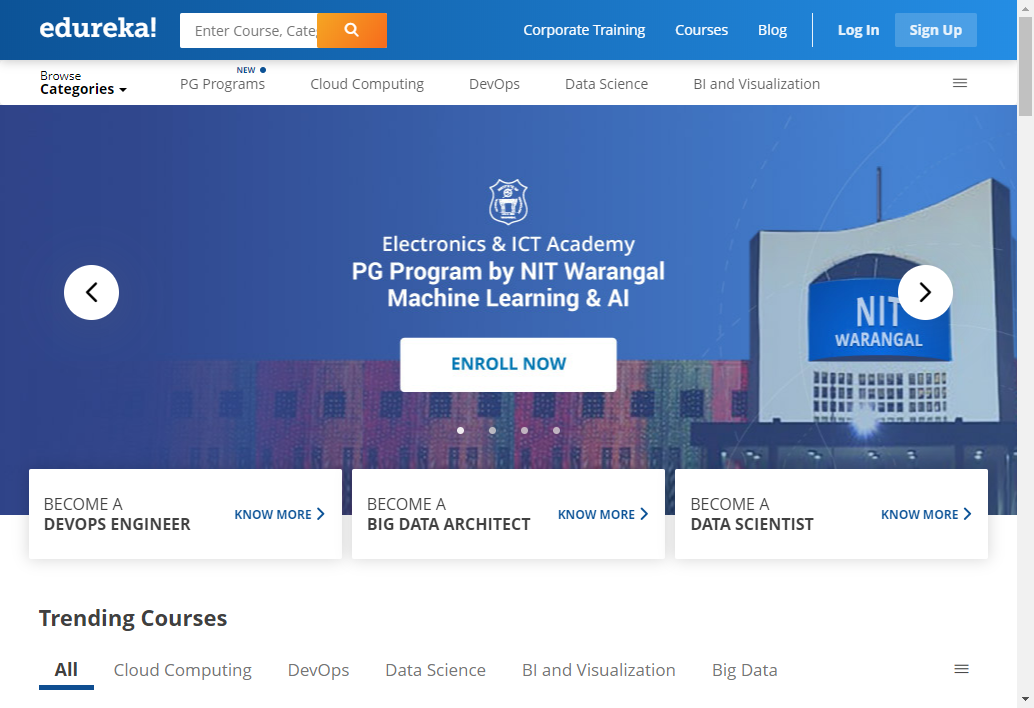 edureka!
Enter Course, Cate
Corporate Training
Courses
Blog
Log In
Sign Up
Browse
Categories
NEW
PG Programs
Cloud Computing
DevOps
Data Science
BI and Visualization
Electronics & ICT Academy
PG Program by NIT Warangal
Machine Learning & AI
ENROLL NOW
NIT
WARANGAL
BECOME A
DEVOPS ENGINEER
KNOW MORE
BECOME A
BIG DATA ARCHITECT
KNOW MORE
BECOME A
DATA SCIENTIST
KNOW MORE
Trending Courses
All
Cloud Computing
DevOps
Data Science
BI and Visualization
Big Data